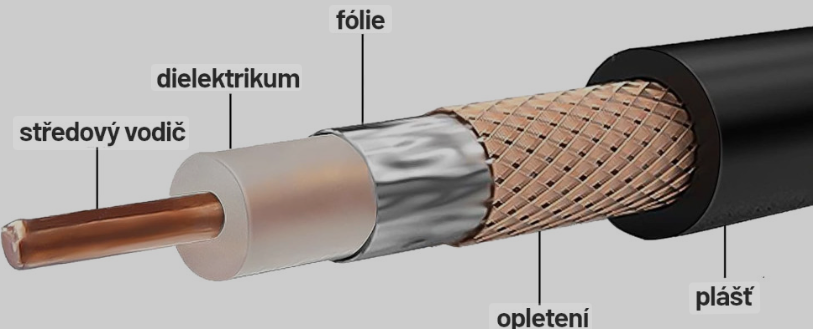 fólie
dielektrikum
středový vodič
plášť
opletení